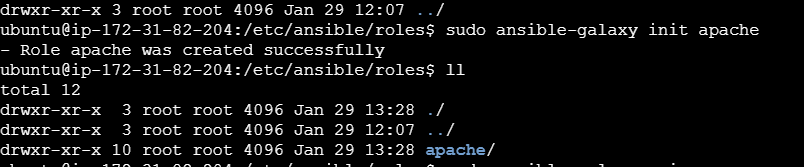 drwxr-xr-x 3 root root 4096 Jan 29 12:07 ../
ubuntu@ip-172-31-82-204:/etc/ansible/roles$ sudo ansible-galaxy init apache
- Role apache was created successfully
ubuntu@ip-172-31-82-204:/etc/ansible/roles$ ll
total 12
drwxr-xr-x  3 root root 4096 Jan 29 13:28 ./
drwxr-xr-x  3 root root 4096 Jan 29 12:07 ../
drwxr-xr-x 10 root root 4096 Jan 29 13:28 apache/